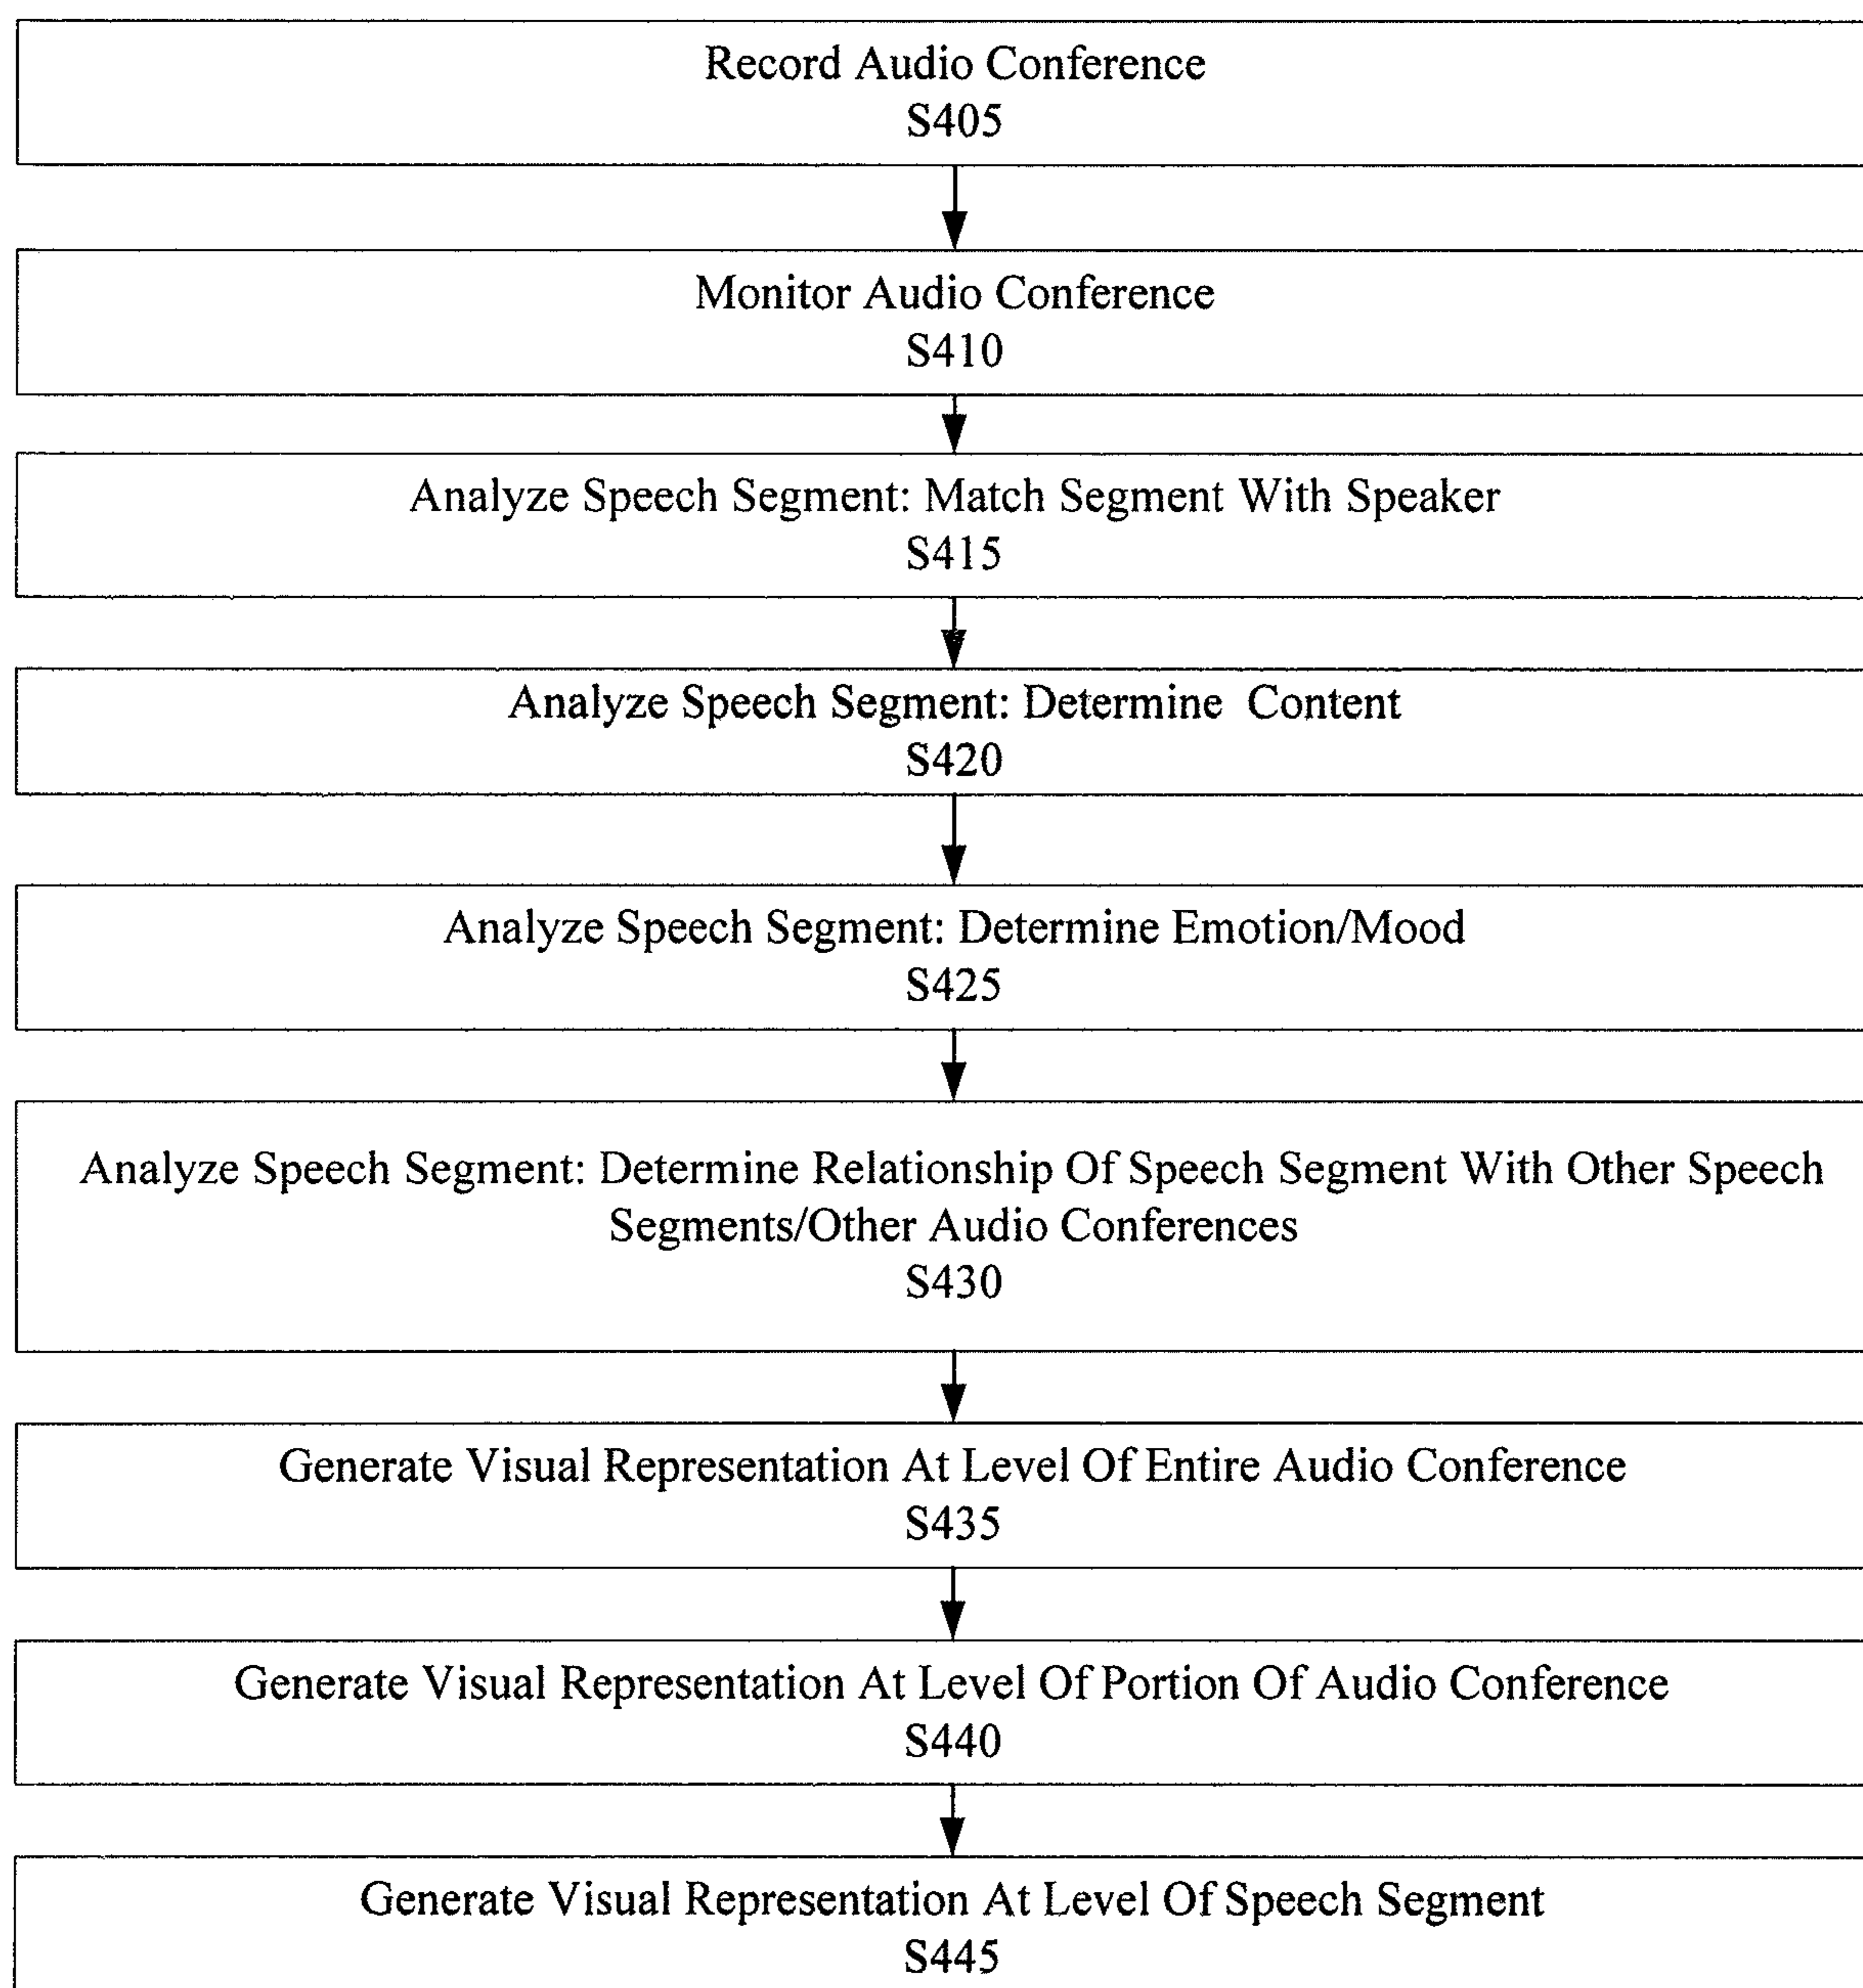 Record Audio Conference
S405
Monitor Audio Conference
S410
Analyze Speech Segment: Match Segment With Speaker
S415
Analyze Speech Segment: Determine Content
S420
Analyze Speech Segment: Determine Emotion/Mood
S425
Analyze Speech Segment: Determine Relationship Of Speech Segment With Other Speech
Segments/Other Audio Conferences
S430
Generate Visual Representation At Level Of Entire Audio Conference
S435
Generate Visual Representation At Level Of Portion Of Audio Conference
S440
Generate Visual Representation At Level Of Speech Segment
S445